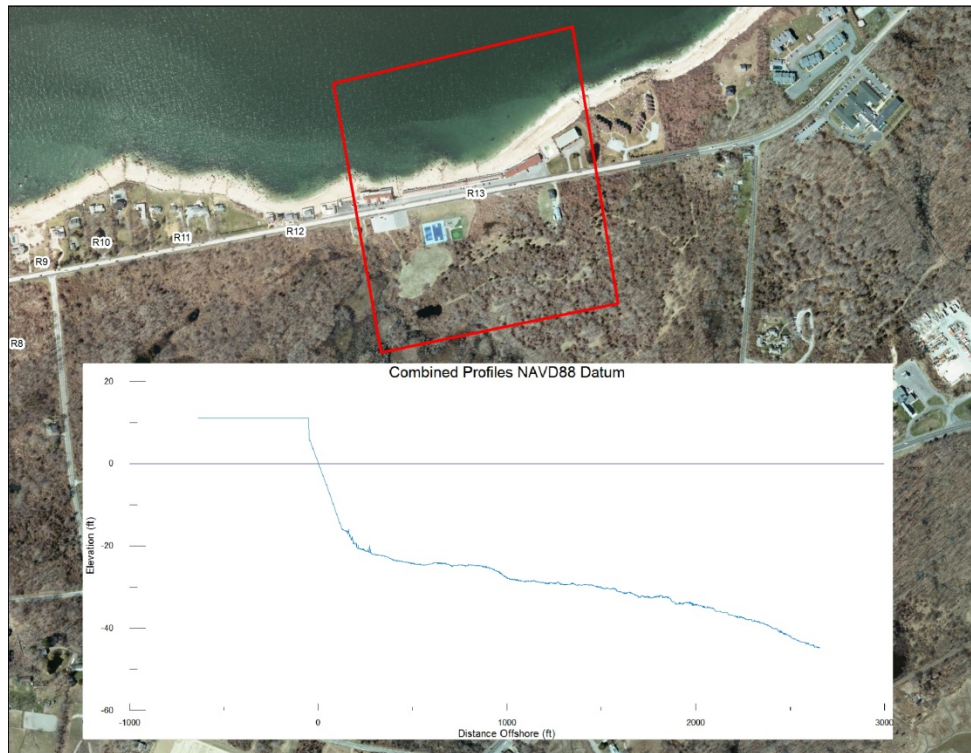 R13
R12
R11
R10
R9
R8
Combined Profiles NAVD88 Datum
20
0
-20
-40
-60
Elevation (ft)
-1000
0
1000
2000
3000
Distance Offshore (ft)